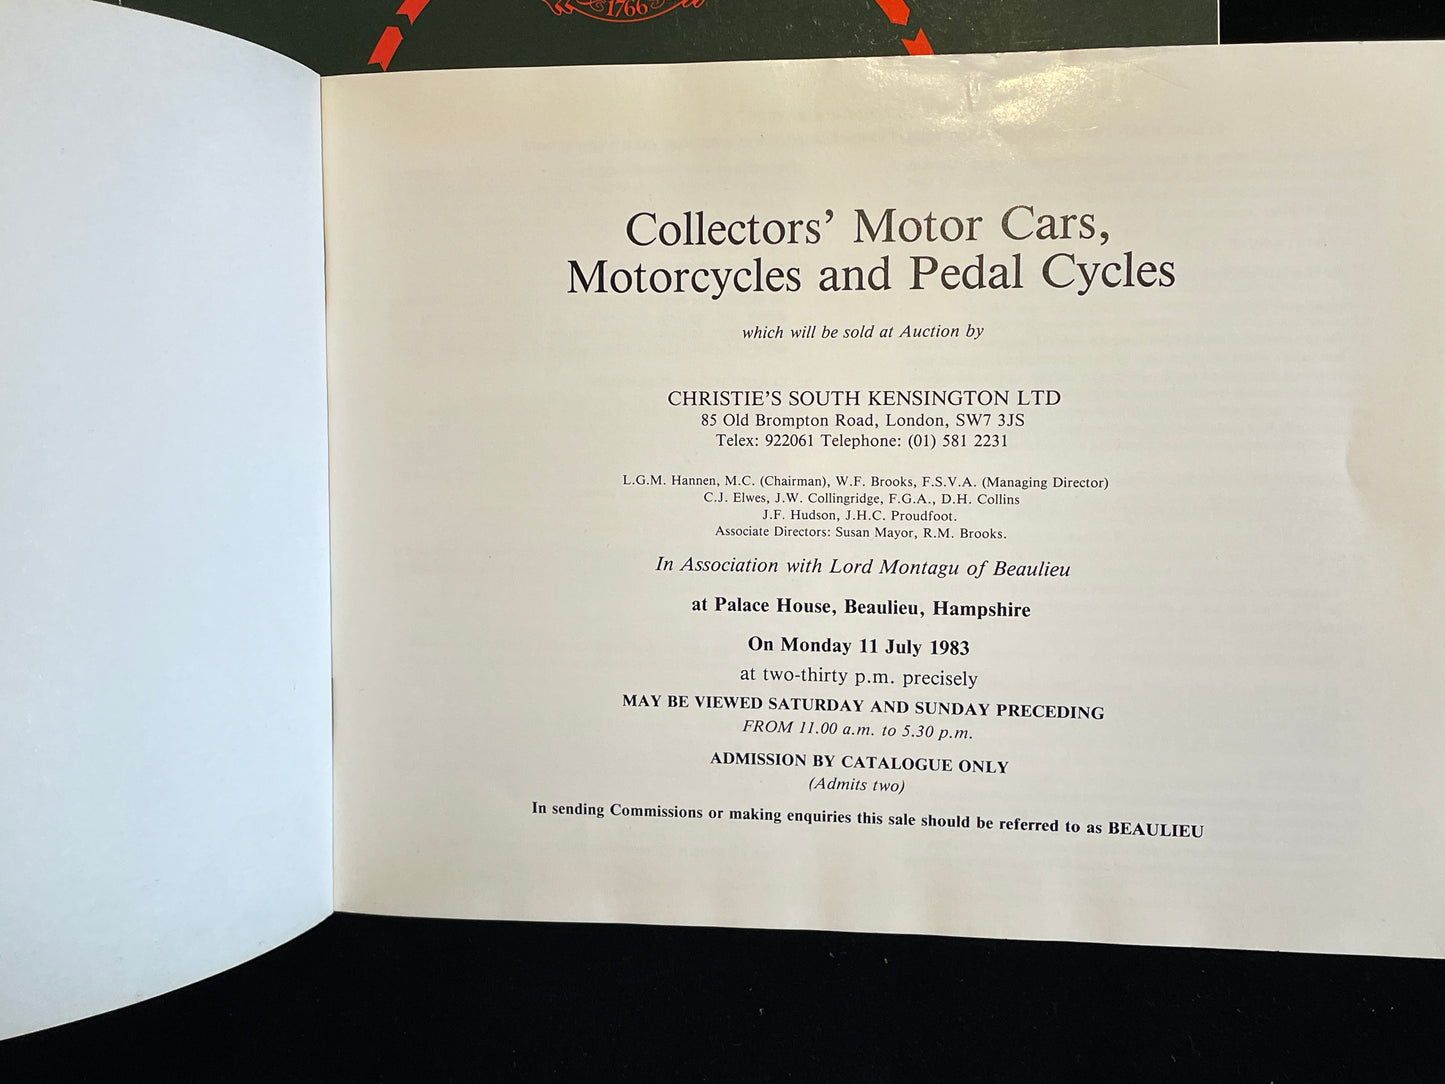 1766
Collectors' Motor Cars,
Motorcycles and Pedal Cycles
which will be sold at Auction by
CHRISTIE'S SOUTH KENSINGTON LTD
85 Old Brompton Road, London, SW7 3JS
Telex: 922061 Telephone: (01) 581 2231
L.G.M. Hannen, M.C. (Chairman), W.F. Brooks, F.S.V.A. (Managing Director)
C.J. Elwes, J.W. Collingridge, F.G.A., D.H. Collins
J.F. Hudson, J.H.C. Proudfoot.
Associate Directors: Susan Mayor, R.M. Brooks.
In Association with Lord Montagu of Beaulieu
at Palace House, Beaulieu, Hampshire
On Monday 11 July 1983
at two-thirty p.m. precisely
MAY BE VIEWED SATURDAY AND SUNDAY PRECEDING
FROM 11.00 a.m. to 5.30 p.m.
ADMISSION BY CATALOGUE ONLY
(Admits two)
In sending Commissions or making enquiries this sale should be referred to as BEAULIEU